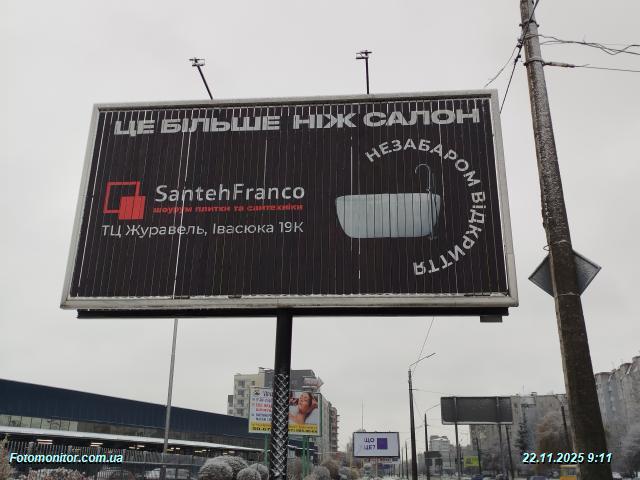 ЦЕ БІЛЬШЕ НІЖ САЛОН
НЕЗАБАРОМ ВІДКРИТТЯ
SantehFranco
шоурум плитки та сантехніки
ТЦ Журавель, Івасюка 19К
ЩО
ЦЕ?
Fotomonitor.com.ua
22.11.2025 9:11